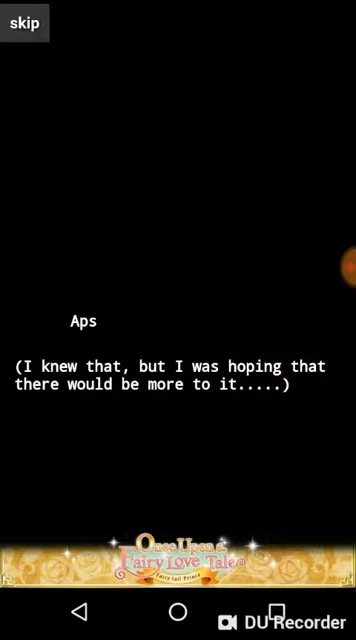 skip
Aps
(I knew that, but I was hoping that
there would be more to it.....)
Once Upon a
Fairy Love Tale
Fairy tail Prince
DU Recorder